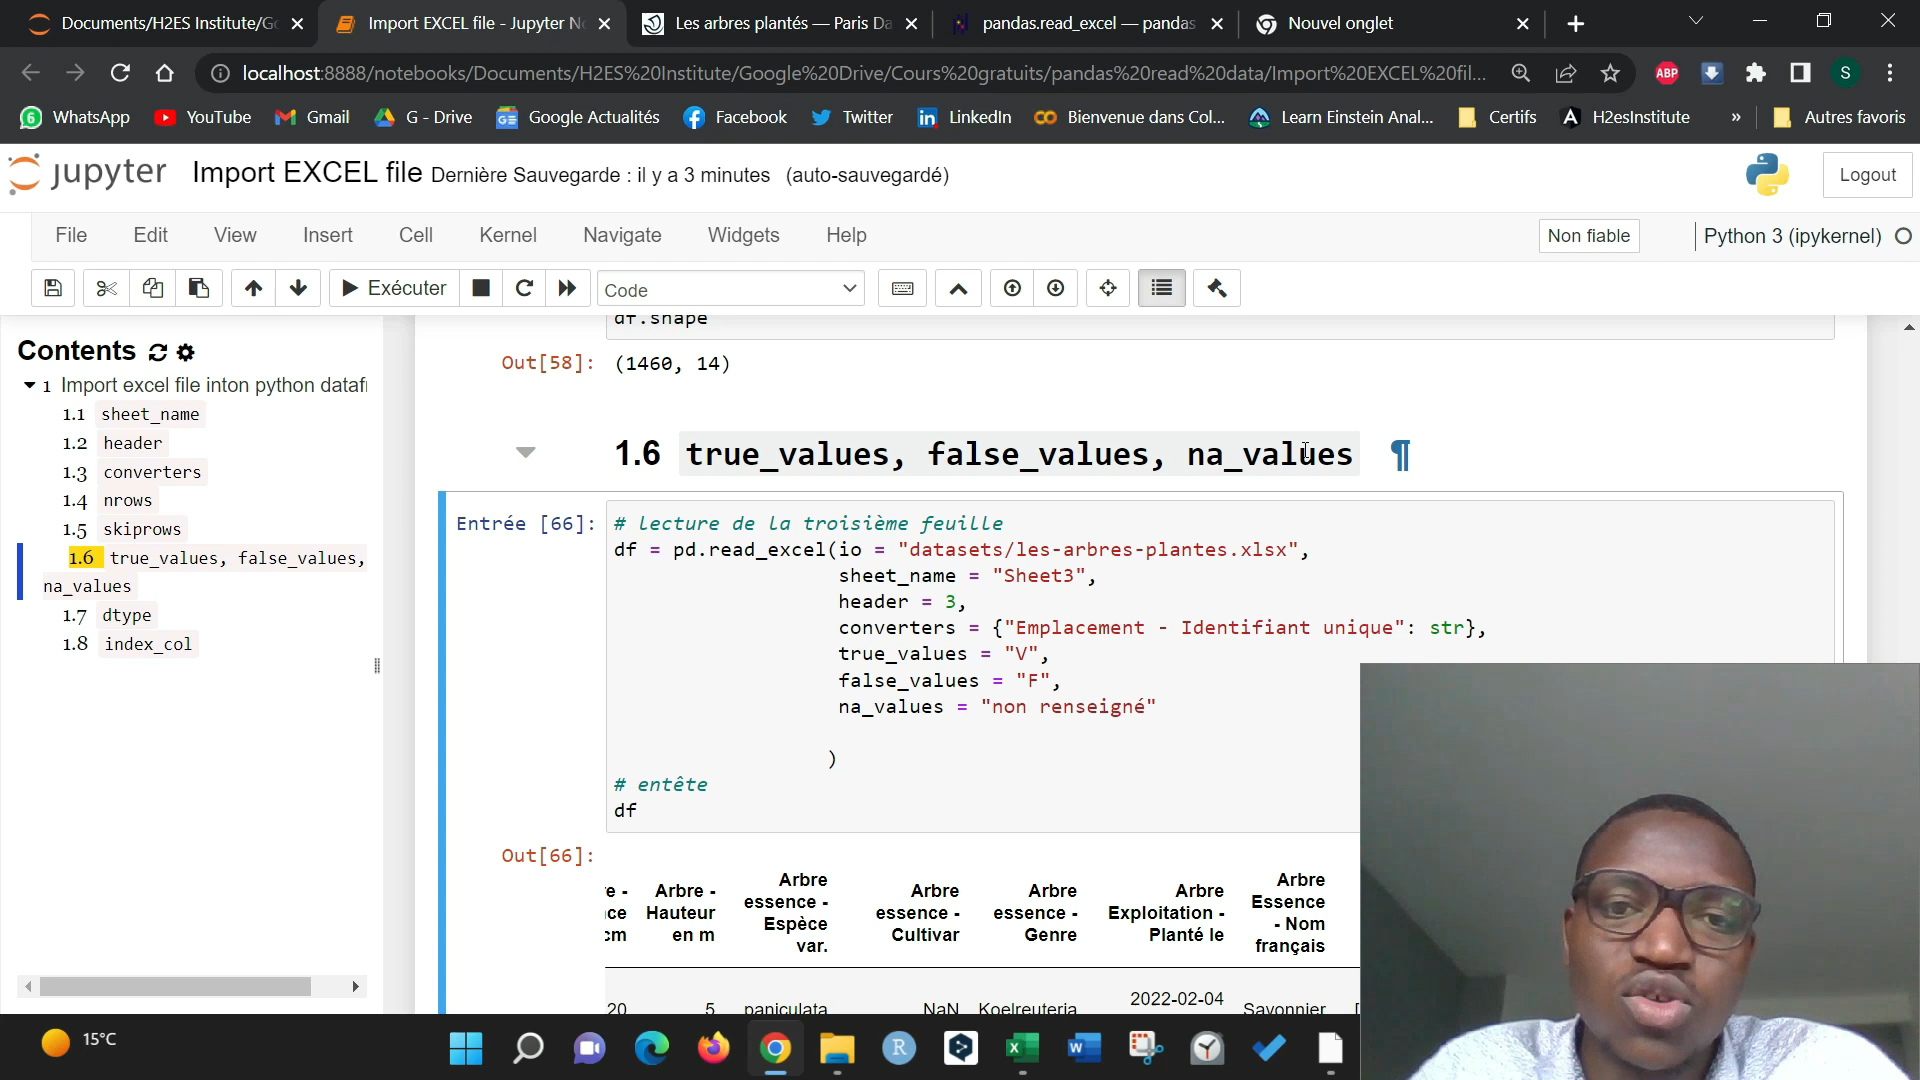 Documents/H2ES Institute/Go
Import EXCEL file - Jupyter No
Les arbres plantés — Paris Da
pandas.read_excel — pandas
Nouvel onglet
localhost:8888/notebooks/Documents/H2ES%20Institute/Google%20Drive/Cours%20gratuits/pandas%20read%20data/Import%20EXCEL%20fil...
ABP
S
6 WhatsApp
YouTube
Gmail
G - Drive
Google Actualités
Facebook
Twitter
LinkedIn
Bienvenue dans Col...
Learn Einstein Anal...
Certifs
H2esInstitute
»
Autres favoris
jupyter Import EXCEL file Dernière Sauvegarde : il y a 3 minutes (auto-sauvegardé)
Logout
File Edit View Insert Cell Kernel Navigate Widgets Help
Non fiable
Python 3 (ipykernel)
Exécuter
Code
Contents
1 Import excel file inton python dataf
1.1 sheet_name
1.2 header
1.3 converters
1.4 nrows
1.5 skiprows
1.6 true_values, false_values,
na_values
1.7 dtype
1.8 index_col
df.shape
Out[58]: (1460, 14)
1.6 true_values, false_values, na_values ¶
Entrée [66]: # lecture de la troisième feuille
df = pd.read_excel(io = "datasets/les-arbres-plantes.xlsx",
sheet_name = "Sheet3",
header = 3,
converters = {"Emplacement - Identifiant unique": str},
true_values = "V",
false_values = "F",
na_values = "non renseigné"
)
# entête
df
Out[66]:
Arbre - Hauteur en m
Arbre essence - Espèce var.
Arbre essence - Cultivar
Arbre essence - Genre
Arbre Exploitation - Planté le
Arbre Essence - Nom français
20 5 paniculata NaN Koelreuteria 2022-02-04 Savonnier
15°C